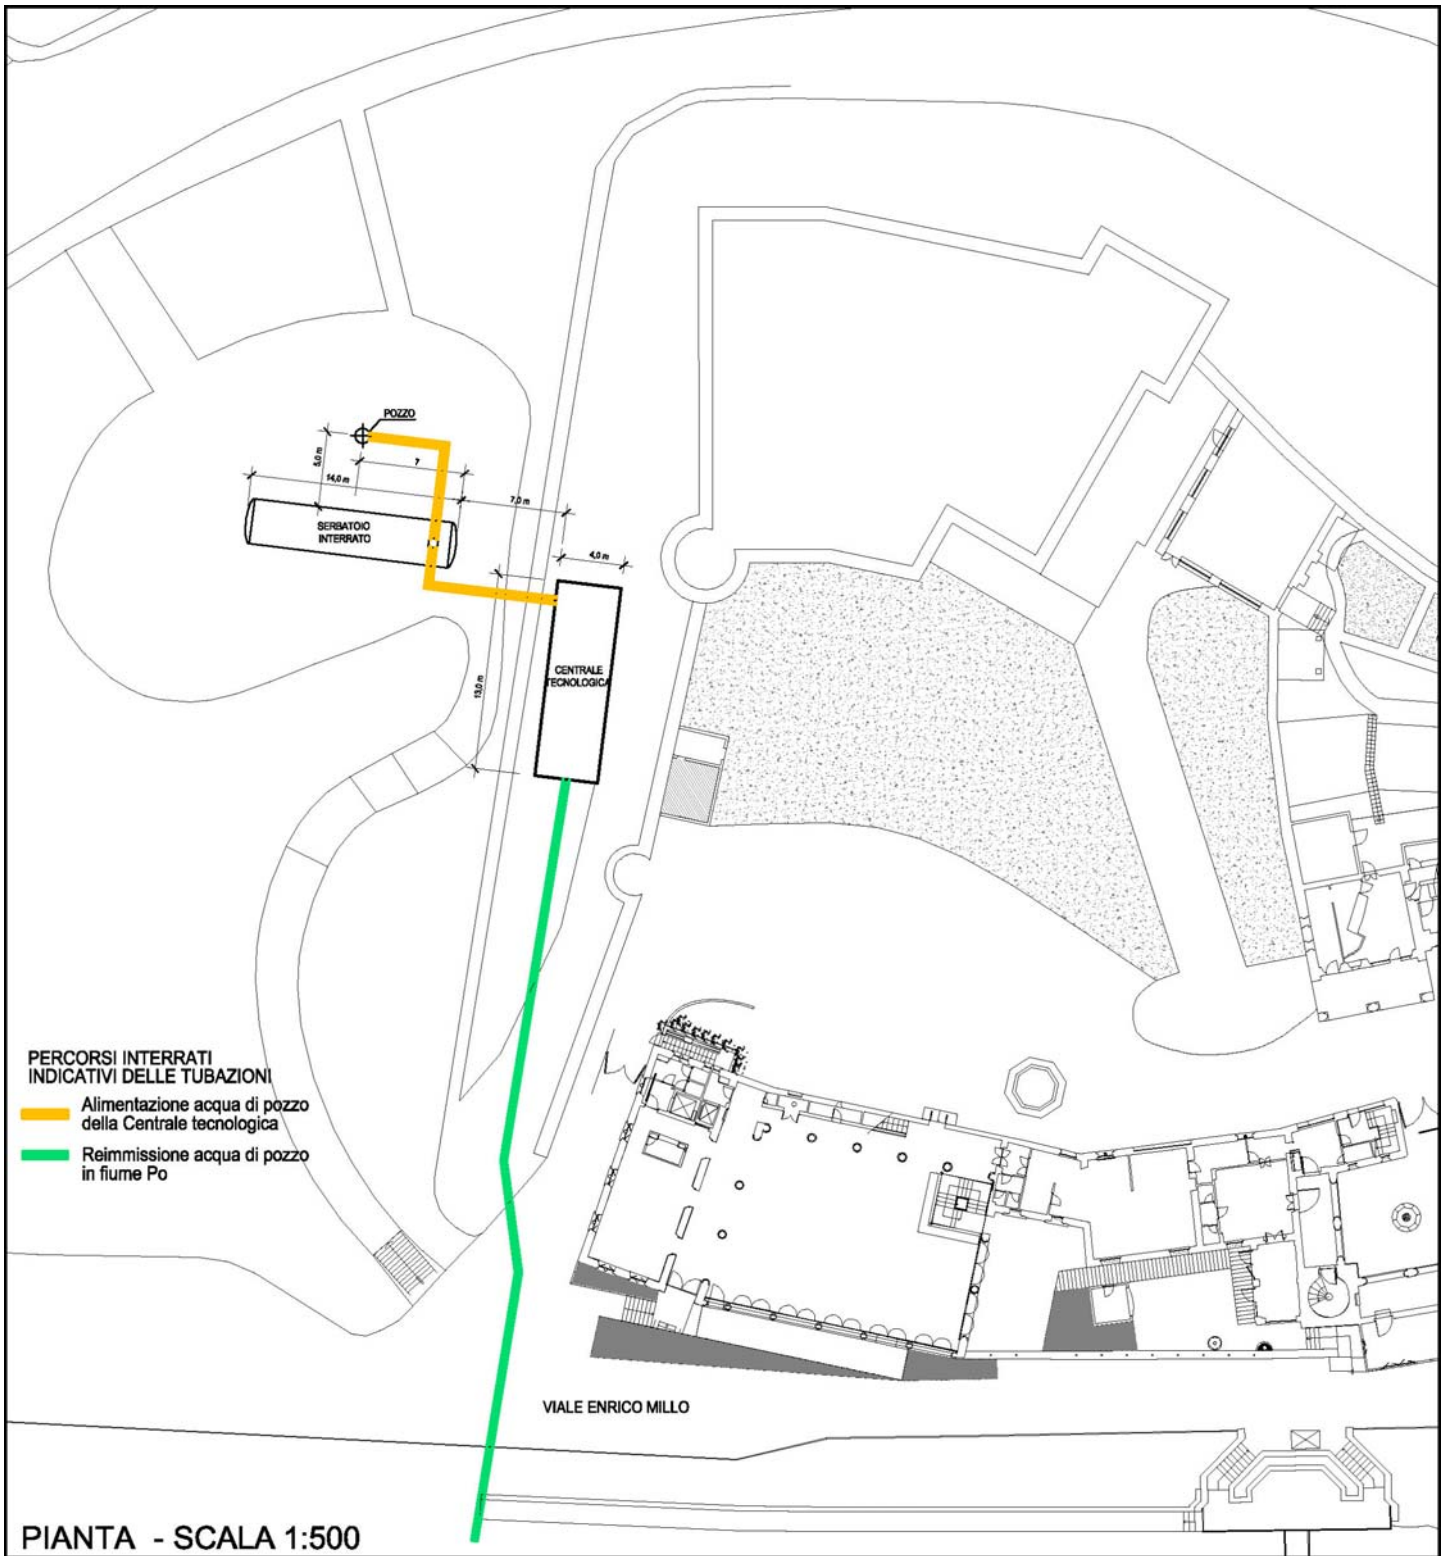 POZZO
5,0 m
7
14,0 m
7,0 m
SERBATOIO
INTERRATO
4,0 m
CENTRALE
TECNOLOGICA
13,0 m
PERCORSI INTERRATI
INDICATIVI DELLE TUBAZIONI
Alimentazione acqua di pozzo
della Centrale tecnologica
Reimmissione acqua di pozzo
in fiume Po
VIALE ENRICO MILLO
PIANTA - SCALA 1:500